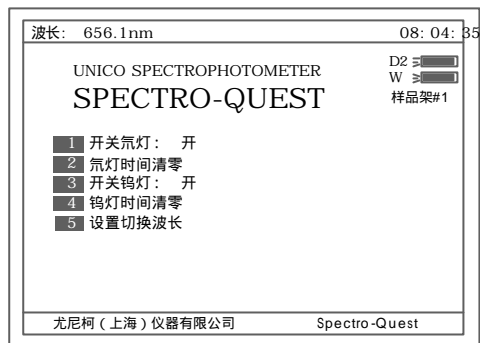 波长: 656.1nm 08:04:35
D2
UNICO SPECTROPHOTOMETER
W
SPECTRO-QUEST
样品架#1
1 开关氘灯: 开
2 氘灯时间清零
3 开关钨灯: 开
4 钨灯时间清零
5 设置切换波长
尤尼柯(上海)仪器有限公司 Spectro-Quest